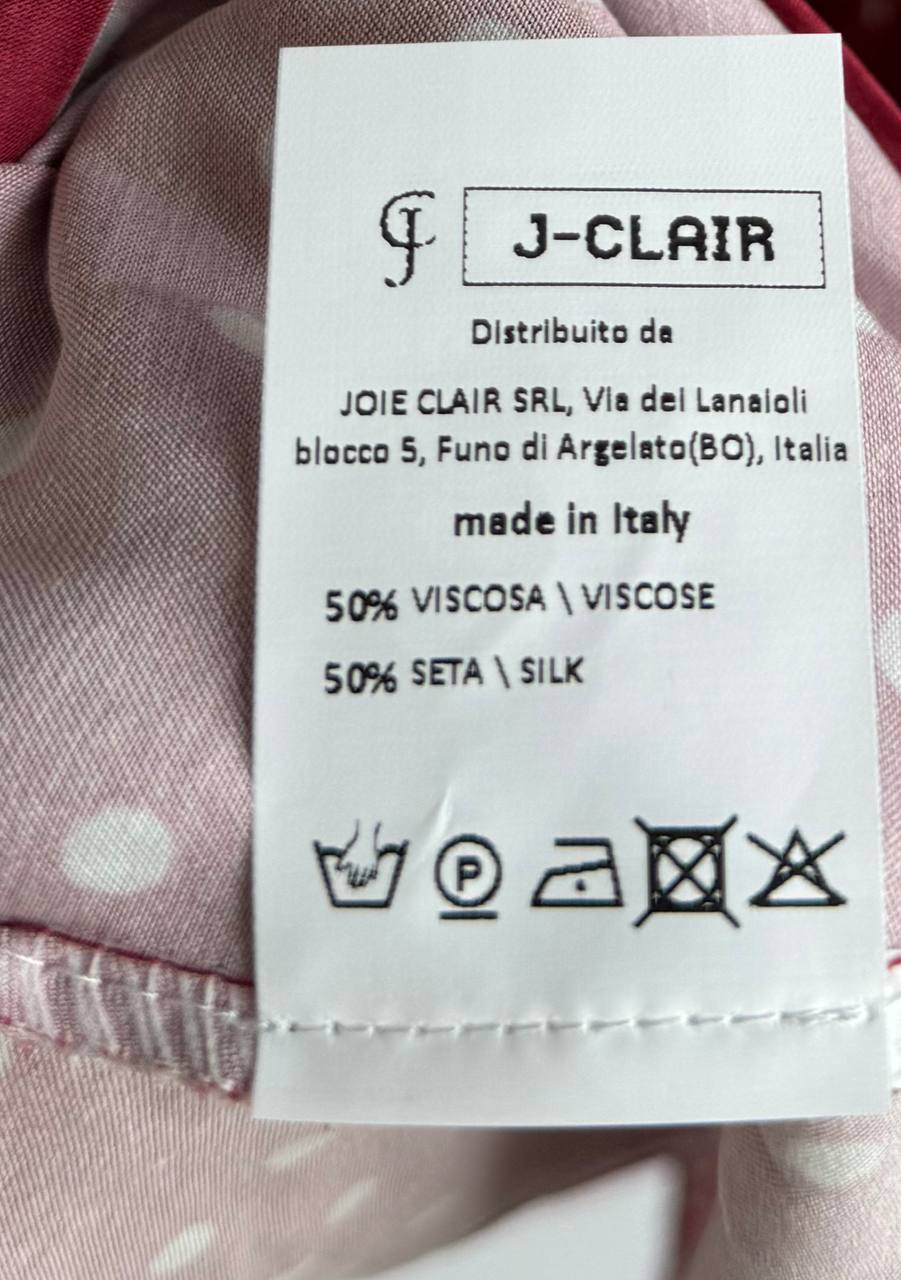 J-CLAIR
Distribuito da
JOIE CLAIR SRL, Via dei Lanaioli
blocco 5, Funo di Argelato(BO), Italia
made in Italy
50% VISCOSA \ VISCOSE
50% SETA \ SILK
P